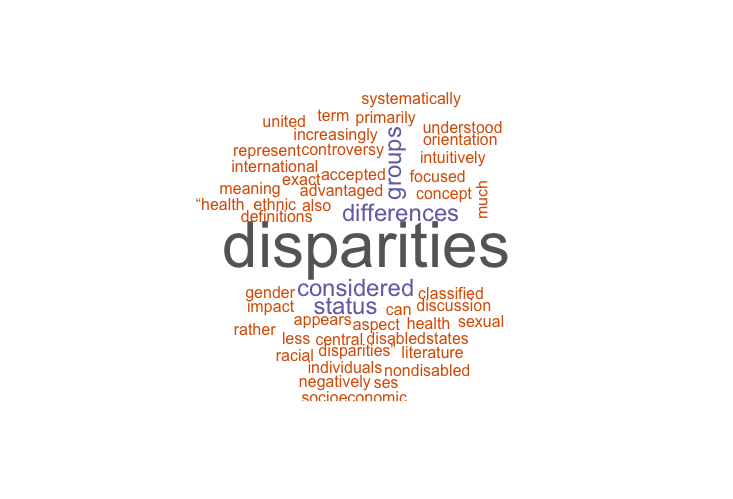 systematically
united term primarily
increasingly understood
orientation
represent controversy
groups
international intuitively
exact accepted focused
meaning advantaged concept
much
“health ethnic also
definitions differences
disparities
gender considered classified
impact status can discussion
appears aspect health sexual
rather
less central disabled states
racial disparities” literature
individuals nondisabled
negatively ses
socioeconomic